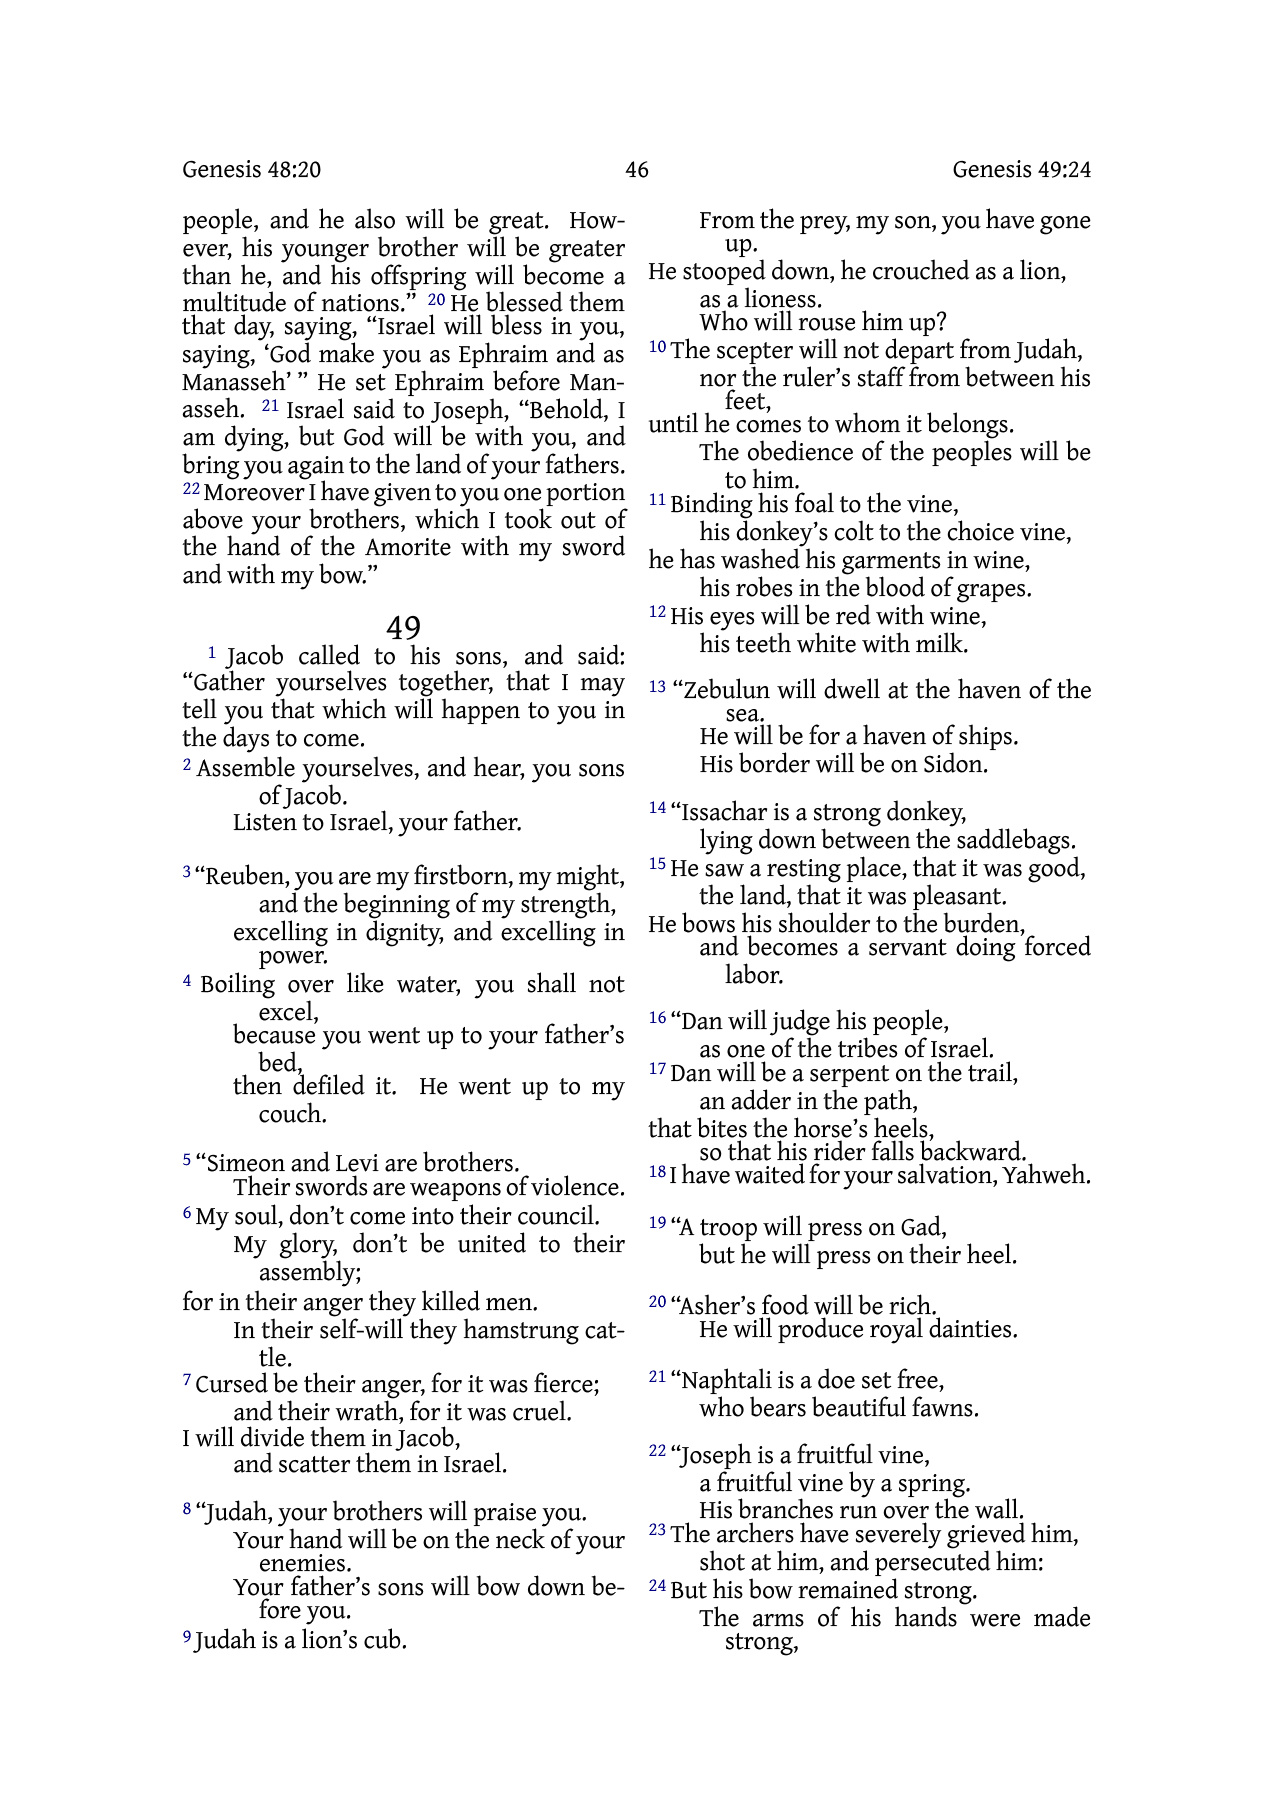 Genesis 48:20 46 Genesis 49:24
people, and he also will be great. How-
ever, his younger brother will be greater
than he, and his offspring will become a
multitude of nations.” 20 He blessed them
that day, saying, “Israel will bless in you,
saying, ‘God make you as Ephraim and as
Manasseh’ ” He set Ephraim before Man-
asseh. 21 Israel said to Joseph, “Behold, I
am dying, but God will be with you, and
bring you again to the land of your fathers.
22 Moreover I have given to you one portion
above your brothers, which I took out of
the hand of the Amorite with my sword
and with my bow.”
49
1 Jacob called to his sons, and said:
“Gather yourselves together, that I may
tell you that which will happen to you in
the days to come.
2 Assemble yourselves, and hear, you sons
of Jacob.
Listen to Israel, your father.
3 “Reuben, you are my firstborn, my might,
and the beginning of my strength,
excelling in dignity, and excelling in
power.
4 Boiling over like water, you shall not
excel,
because you went up to your father’s
bed,
then defiled it. He went up to my
couch.
5 “Simeon and Levi are brothers.
Their swords are weapons of violence.
6 My soul, don’t come into their council.
My glory, don’t be united to their
assembly;
for in their anger they killed men.
In their self-will they hamstrung cat-
tle.
7 Cursed be their anger, for it was fierce;
and their wrath, for it was cruel.
I will divide them in Jacob,
and scatter them in Israel.
8 “Judah, your brothers will praise you.
Your hand will be on the neck of your
enemies.
Your father’s sons will bow down be-
fore you.
9 Judah is a lion’s cub.
From the prey, my son, you have gone
up.
He stooped down, he crouched as a lion,
as a lioness.
Who will rouse him up?
10 The scepter will not depart from Judah,
nor the ruler’s staff from between his
feet,
until he comes to whom it belongs.
The obedience of the peoples will be
to him.
11 Binding his foal to the vine,
his donkey’s colt to the choice vine,
he has washed his garments in wine,
his robes in the blood of grapes.
12 His eyes will be red with wine,
his teeth white with milk.
13 “Zebulun will dwell at the haven of the
sea.
He will be for a haven of ships.
His border will be on Sidon.
14 “Issachar is a strong donkey,
lying down between the saddlebags.
15 He saw a resting place, that it was good,
the land, that it was pleasant.
He bows his shoulder to the burden,
and becomes a servant doing forced
labor.
16 “Dan will judge his people,
as one of the tribes of Israel.
17 Dan will be a serpent on the trail,
an adder in the path,
that bites the horse’s heels,
so that his rider falls backward.
18 I have waited for your salvation, Yahweh.
19 “A troop will press on Gad,
but he will press on their heel.
20 “Asher’s food will be rich.
He will produce royal dainties.
21 “Naphtali is a doe set free,
who bears beautiful fawns.
22 “Joseph is a fruitful vine,
a fruitful vine by a spring.
His branches run over the wall.
23 The archers have severely grieved him,
shot at him, and persecuted him:
24 But his bow remained strong.
The arms of his hands were made
strong,